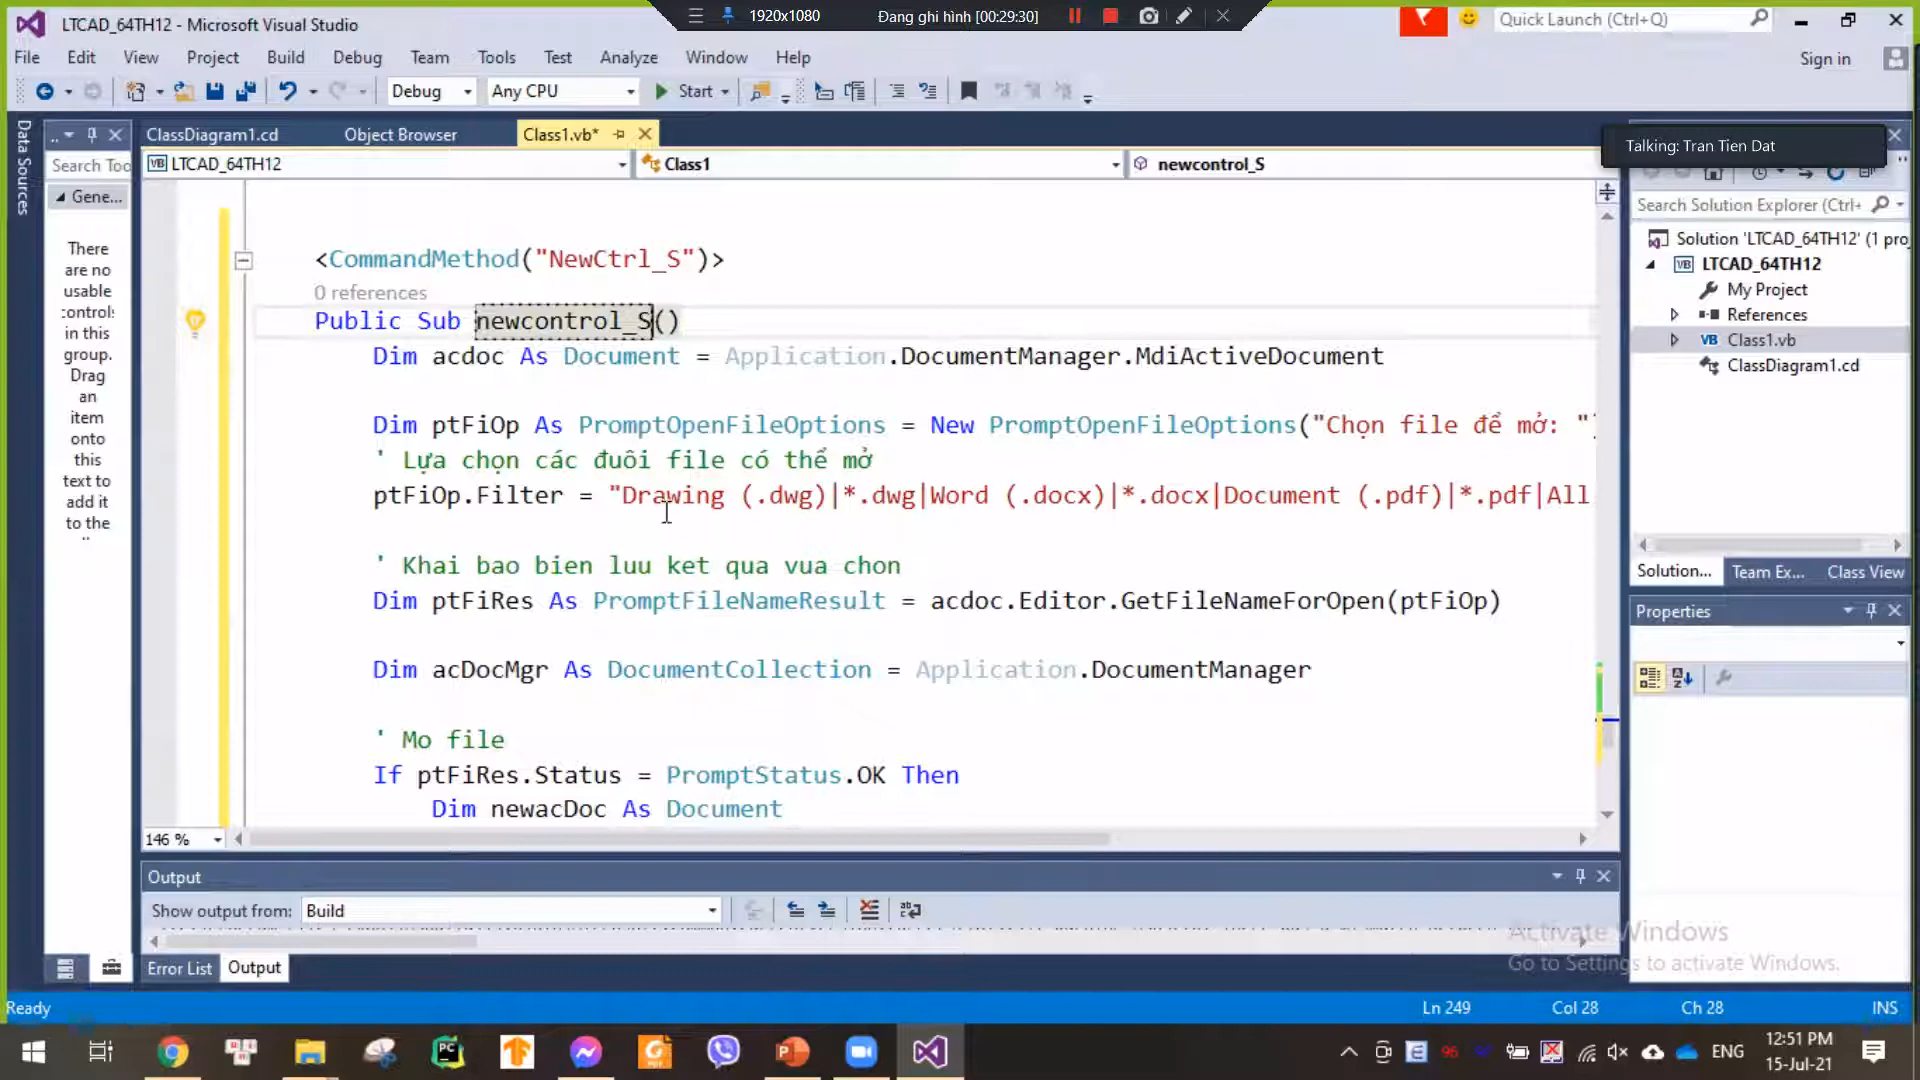 LTCAD_64TH12 - Microsoft Visual Studio
1920x1080
Đang ghi hình [00:29:30]
Quick Launch (Ctrl+Q)
File Edit View Project Build Debug Team Tools Test Analyze Window Help
Sign in
Debug
Any CPU
Start
Data Sources
ClassDiagram1.cd
Object Browser
Class1.vb*
Talking: Tran Tien Dat
Search Too
LTCAD_64TH12
Class1
newcontrol_S
Gene...
There
are no
usable
controls
in this
group.
Drag
an
item
onto
this
text to
add it
to the
<CommandMethod("NewCtrl_S")>
0 references
Public Sub newcontrol_S()
Dim acdoc As Document = Application.DocumentManager.MdiActiveDocument
Dim ptFiOp As PromptOpenFileOptions = New PromptOpenFileOptions("Chọn file để mở: ")
' Lựa chọn các đuôi file có thể mở
ptFiOp.Filter = "Drawing (.dwg)|*.dwg|Word (.docx)|*.docx|Document (.pdf)|*.pdf|All
' Khai bao bien luu ket qua vua chon
Dim ptFiRes As PromptFileNameResult = acdoc.Editor.GetFileNameForOpen(ptFiOp)
Dim acDocMgr As DocumentCollection = Application.DocumentManager
' Mo file
If ptFiRes.Status = PromptStatus.OK Then
Dim newacDoc As Document
146 %
Search Solution Explorer (Ctrl+
Solution 'LTCAD_64TH12' (1 pro
LTCAD_64TH12
My Project
References
Class1.vb
ClassDiagram1.cd
Solution...
Team Ex...
Class View
Properties
Output
Show output from:
Build
Error List
Output
Activate Windows
Go to Settings to activate Windows.
Ready
Ln 249
Col 28
Ch 28
INS
ENG
12:51 PM
15-Jul-21